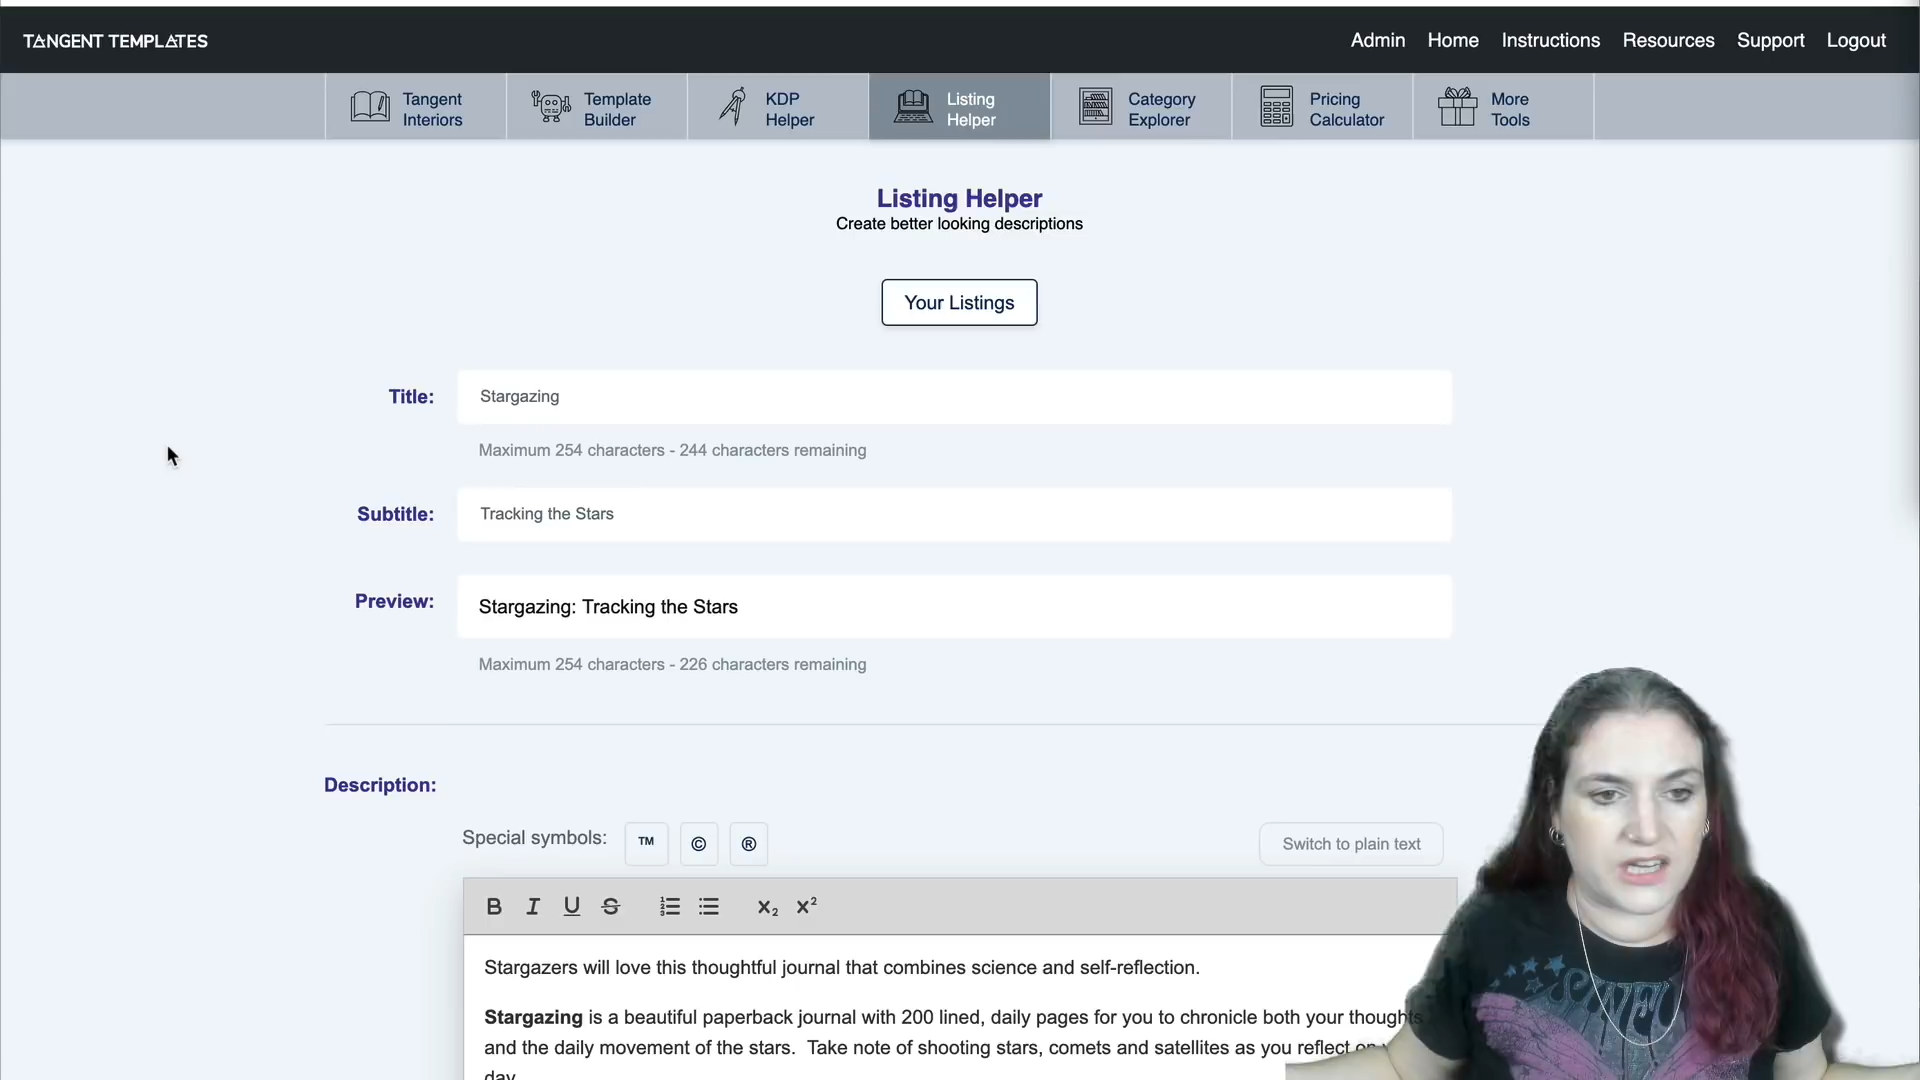 TANGENT TEMPLATES
Admin Home Instructions Resources Support Logout
Tangent Interiors
Template Builder
KDP Helper
Listing Helper
Category Explorer
Pricing Calculator
More Tools
Listing Helper
Create better looking descriptions
Your Listings
Title: Stargazing
Maximum 254 characters - 244 characters remaining
Subtitle: Tracking the Stars
Preview: Stargazing: Tracking the Stars
Maximum 254 characters - 226 characters remaining
Description:
Special symbols: ™ © ® Switch to plain text
B I U S X₂ X²
Stargazers will love this thoughtful journal that combines science and self-reflection.
Stargazing is a beautiful paperback journal with 200 lined, daily pages for you to chronicle both your thoughts
and the daily movement of the stars. Take note of shooting stars, comets and satellites as you reflect on
day